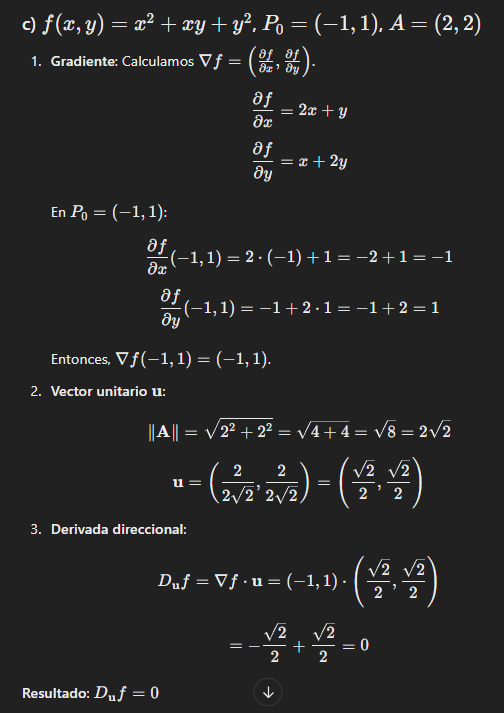 c) f(x, y) = x² + xy + y², P₀ = (−1, 1), A = (2, 2)
1. Gradiente: Calculamos ∇f = (∂f/∂x, ∂f/∂y).
∂f/∂x = 2x + y
∂f/∂y = x + 2y
En P₀ = (−1, 1):
∂f/∂x (−1, 1) = 2 · (−1) + 1 = −2 + 1 = −1
∂f/∂y (−1, 1) = −1 + 2 · 1 = −1 + 2 = 1
Entonces, ∇f(−1, 1) = (−1, 1).
2. Vector unitario u:
‖A‖ = √(2² + 2²) = √(4 + 4) = √8 = 2√2
u = (2/(2√2), 2/(2√2)) = (√2/2, √2/2)
3. Derivada direccional:
D_u f = ∇f · u = (−1, 1) · (√2/2, √2/2)
= −√2/2 + √2/2 = 0
Resultado: D_u f = 0